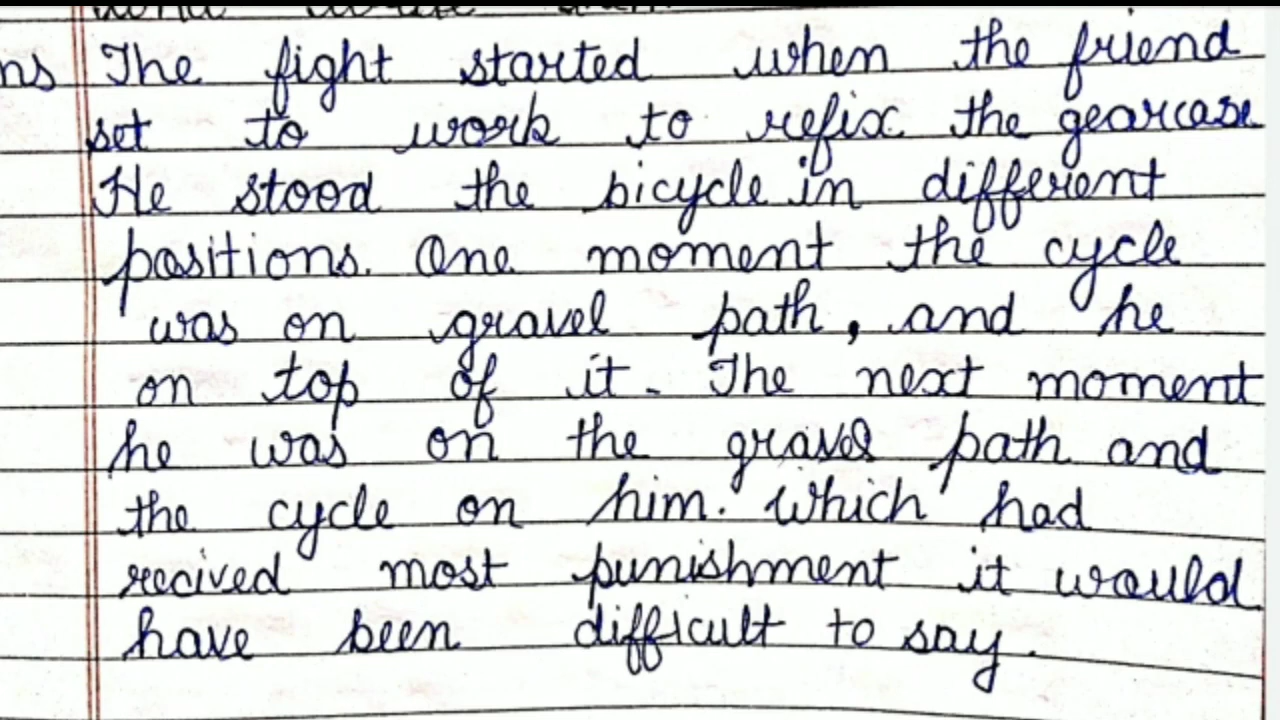 ns The fight started when the friend
set to work to refix the gearcase
He stood the bicycle in different
positions. One moment the cycle
was on gravel path, and he
on top of it. The next moment
he was on the gravel path and
the cycle on him. Which had
recived most punishment it would
have been difficult to say.